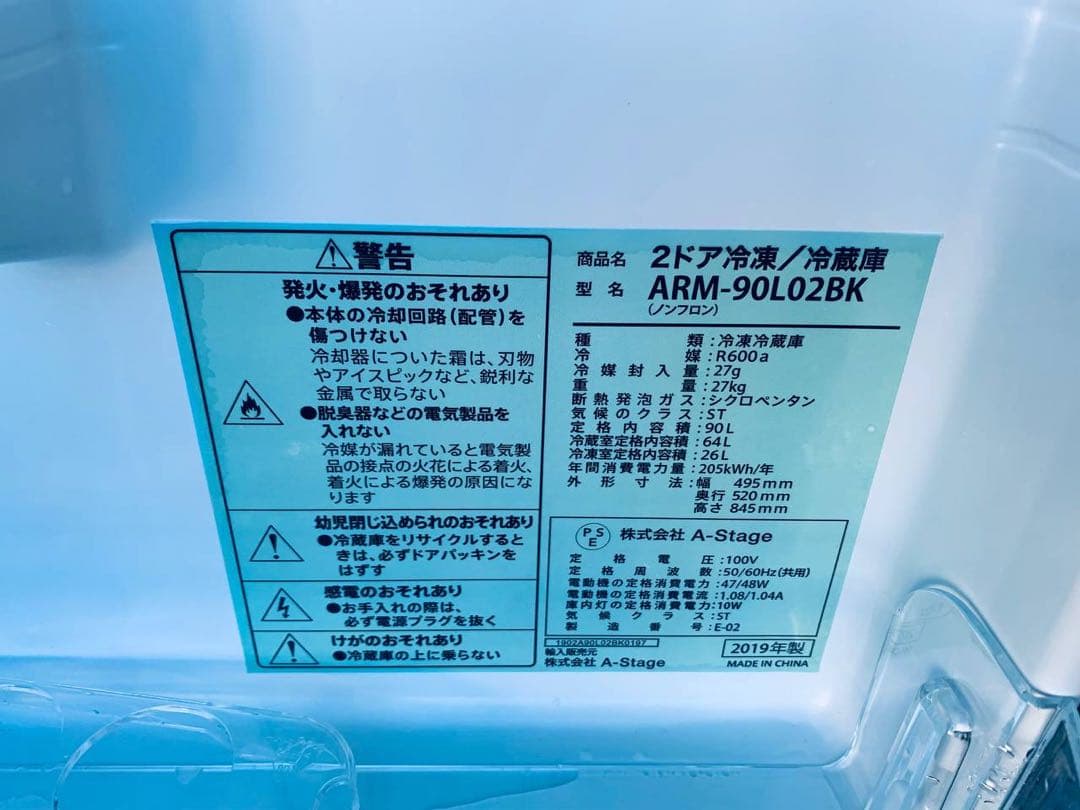 警告
発火・爆発のおそれあり
●本体の冷却回路(配管)を
傷つけない
冷却器についた霜は、刃物
やアイスピックなど、鋭利な
金属で取らない
●脱臭器などの電気製品を
入れない
冷媒が漏れていると電気製
品の接点の火花による着火、
着火による爆発の原因にな
ります
幼児閉じ込められのおそれあり
●冷蔵庫をリサイクルすると
きは、必ずドアパッキンを
はずす
感電のおそれあり
●お手入れの際は、
必ず電源プラグを抜く
けがのおそれあり
●冷蔵庫の上に乗らない
商品名 2ドア冷凍/冷蔵庫
型名 ARM-90L02BK
(ノンフロン)
種類:冷凍冷蔵庫
冷媒:R600a
冷媒封入量:27g
重量:27kg
断熱発泡ガス:シクロペンタン
気候のクラス:ST
定格内容積:90L
冷蔵室定格内容積:64L
冷凍室定格内容積:26L
年間消費電力量:205kWh/年
外形寸法:幅 495mm
奥行 520mm
高さ 845mm
PSE 株式会社 A-Stage
定格電圧:100V
定格周波数:50/60Hz(共用)
電動機の定格消費電力:47/48W
電動機の定格消費電流:1.08/1.04A
庫内灯の定格消費電力:10W
気候クラス:ST
製造番号:E-02
1902A90L02BK0197
輸入販売元
株式会社 A-Stage
2019年製
MADE IN CHINA